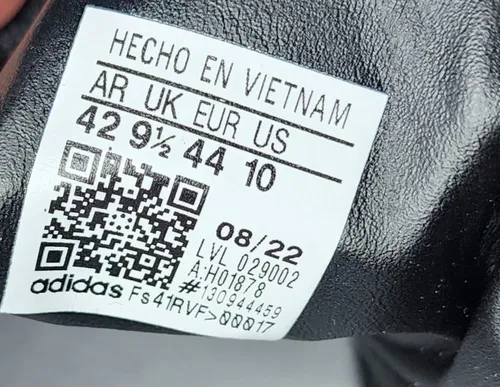 HECHO EN VIETNAM
AR UK EUR US
42 9½ 44 10
08/22
LVL 029002
A:H01878
#130944459
adidas Fs41RVF>00017